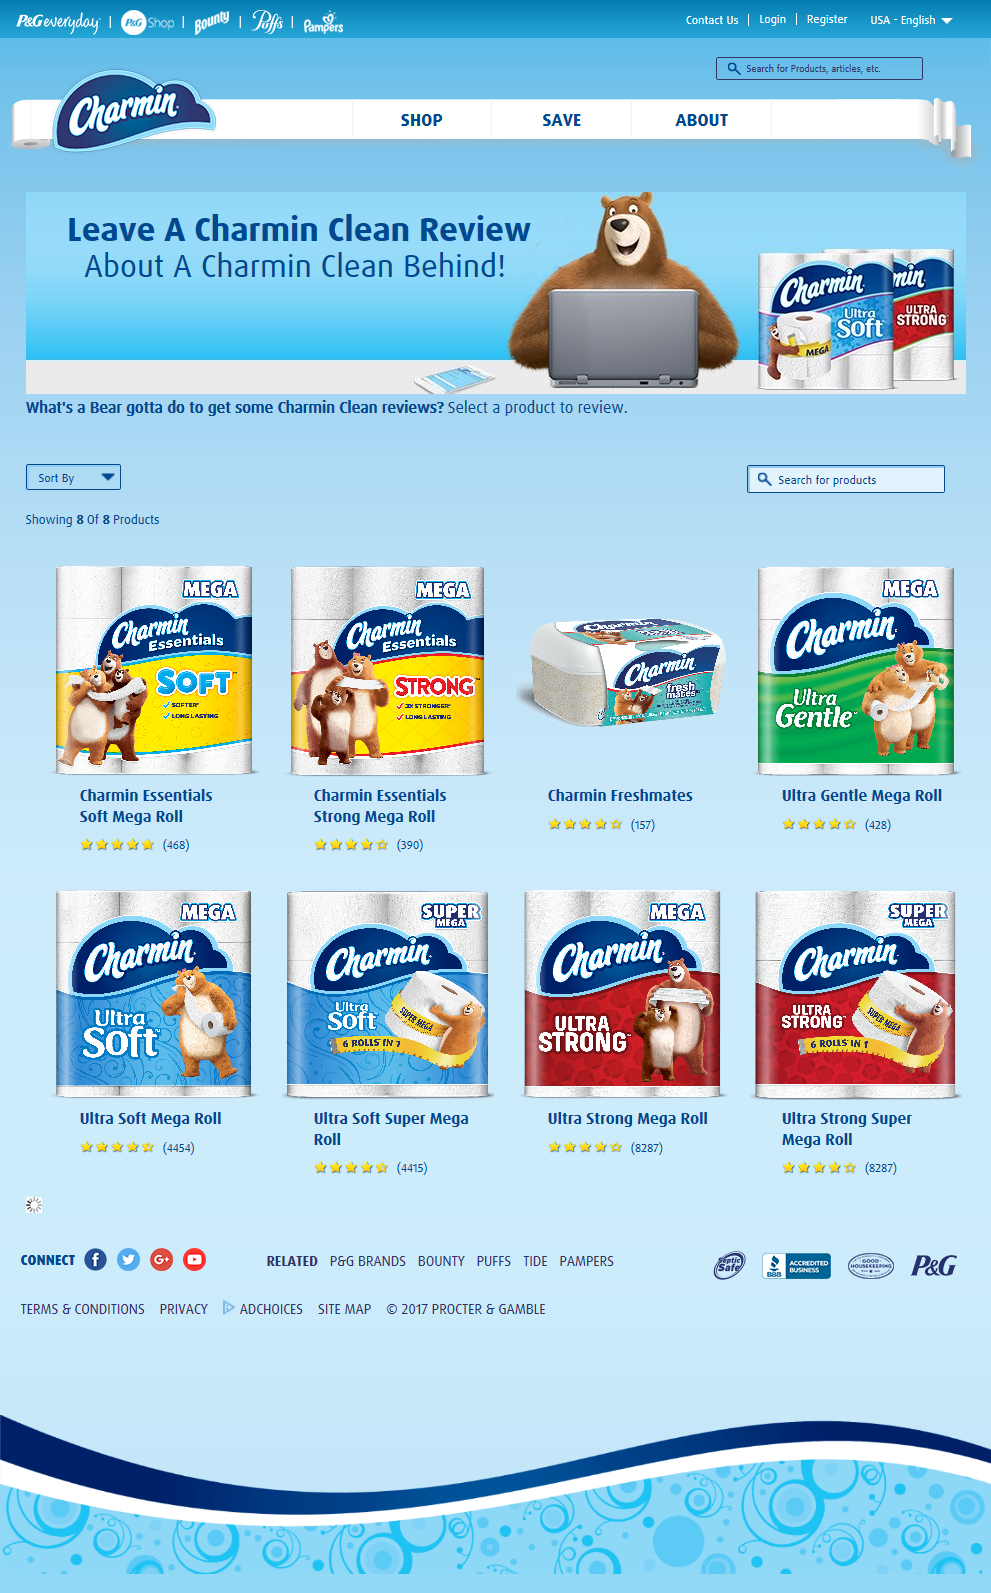 P&G everyday | P&G Shop | Bounty | Puffs | Pampers
Contact Us | Login | Register USA - English
Search for Products, articles, etc.
Charmin
SHOP SAVE ABOUT
Leave A Charmin Clean Review
About A Charmin Clean Behind!
Charmin Ultra Soft MEGA
ULTRA STRONG
What's a Bear gotta do to get some Charmin Clean reviews? Select a product to review.
Sort By
Search for products
Showing 8 Of 8 Products
MEGA
Charmin
Essentials
SOFT
SOFTER*
LONG LASTING
MEGA
Charmin
Essentials
STRONG
2X STRONGER*
LONG LASTING
Charmin
fresh
mates
MEGA
Charmin
Ultra
Gentle
Charmin Essentials
Soft Mega Roll
(468)
Charmin Essentials
Strong Mega Roll
(390)
Charmin Freshmates
(157)
Ultra Gentle Mega Roll
(428)
MEGA
Charmin
Ultra
Soft
SUPER
MEGA
Charmin
Ultra
Soft
SUPER MEGA
6 ROLLS IN 1
MEGA
Charmin
ULTRA
STRONG
SUPER
MEGA
Charmin
ULTRA
STRONG
SUPER MEGA
6 ROLLS IN 1
Ultra Soft Mega Roll
(4454)
Ultra Soft Super Mega
Roll
(4415)
Ultra Strong Mega Roll
(8287)
Ultra Strong Super
Mega Roll
(8287)
CONNECT f G+
RELATED P&G BRANDS BOUNTY PUFFS TIDE PAMPERS
Septic Safe
BBB ACCREDITED BUSINESS
GOOD HOUSEKEEPING
P&G
TERMS & CONDITIONS PRIVACY ADCHOICES SITE MAP © 2017 PROCTER & GAMBLE